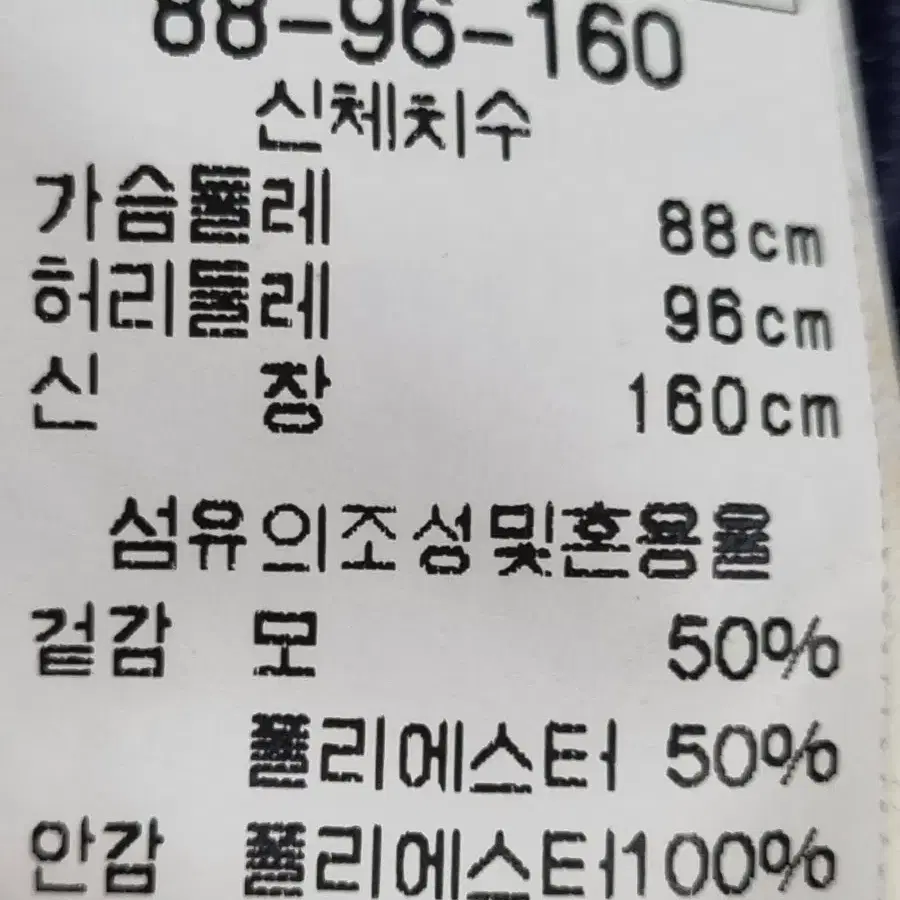 88-96-160
신체치수
가슴둘레 88cm
허리둘레 96cm
신 장 160cm
섬유의조성및혼용율
겉감 모 50%
폴리에스터 50%
안감 폴리에스터100%